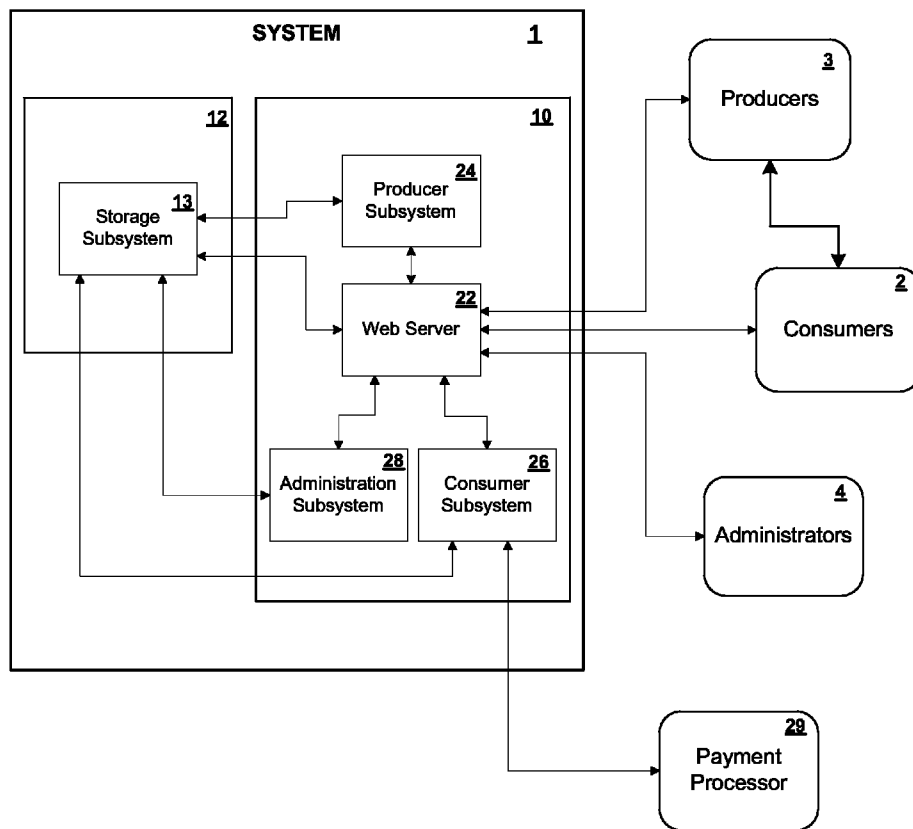 SYSTEM 1
3
Producers
12
10
24
Producer
Subsystem
13
Storage
Subsystem
22
Web Server
2
Consumers
28
Administration
Subsystem
26
Consumer
Subsystem
4
Administrators
29
Payment
Processor